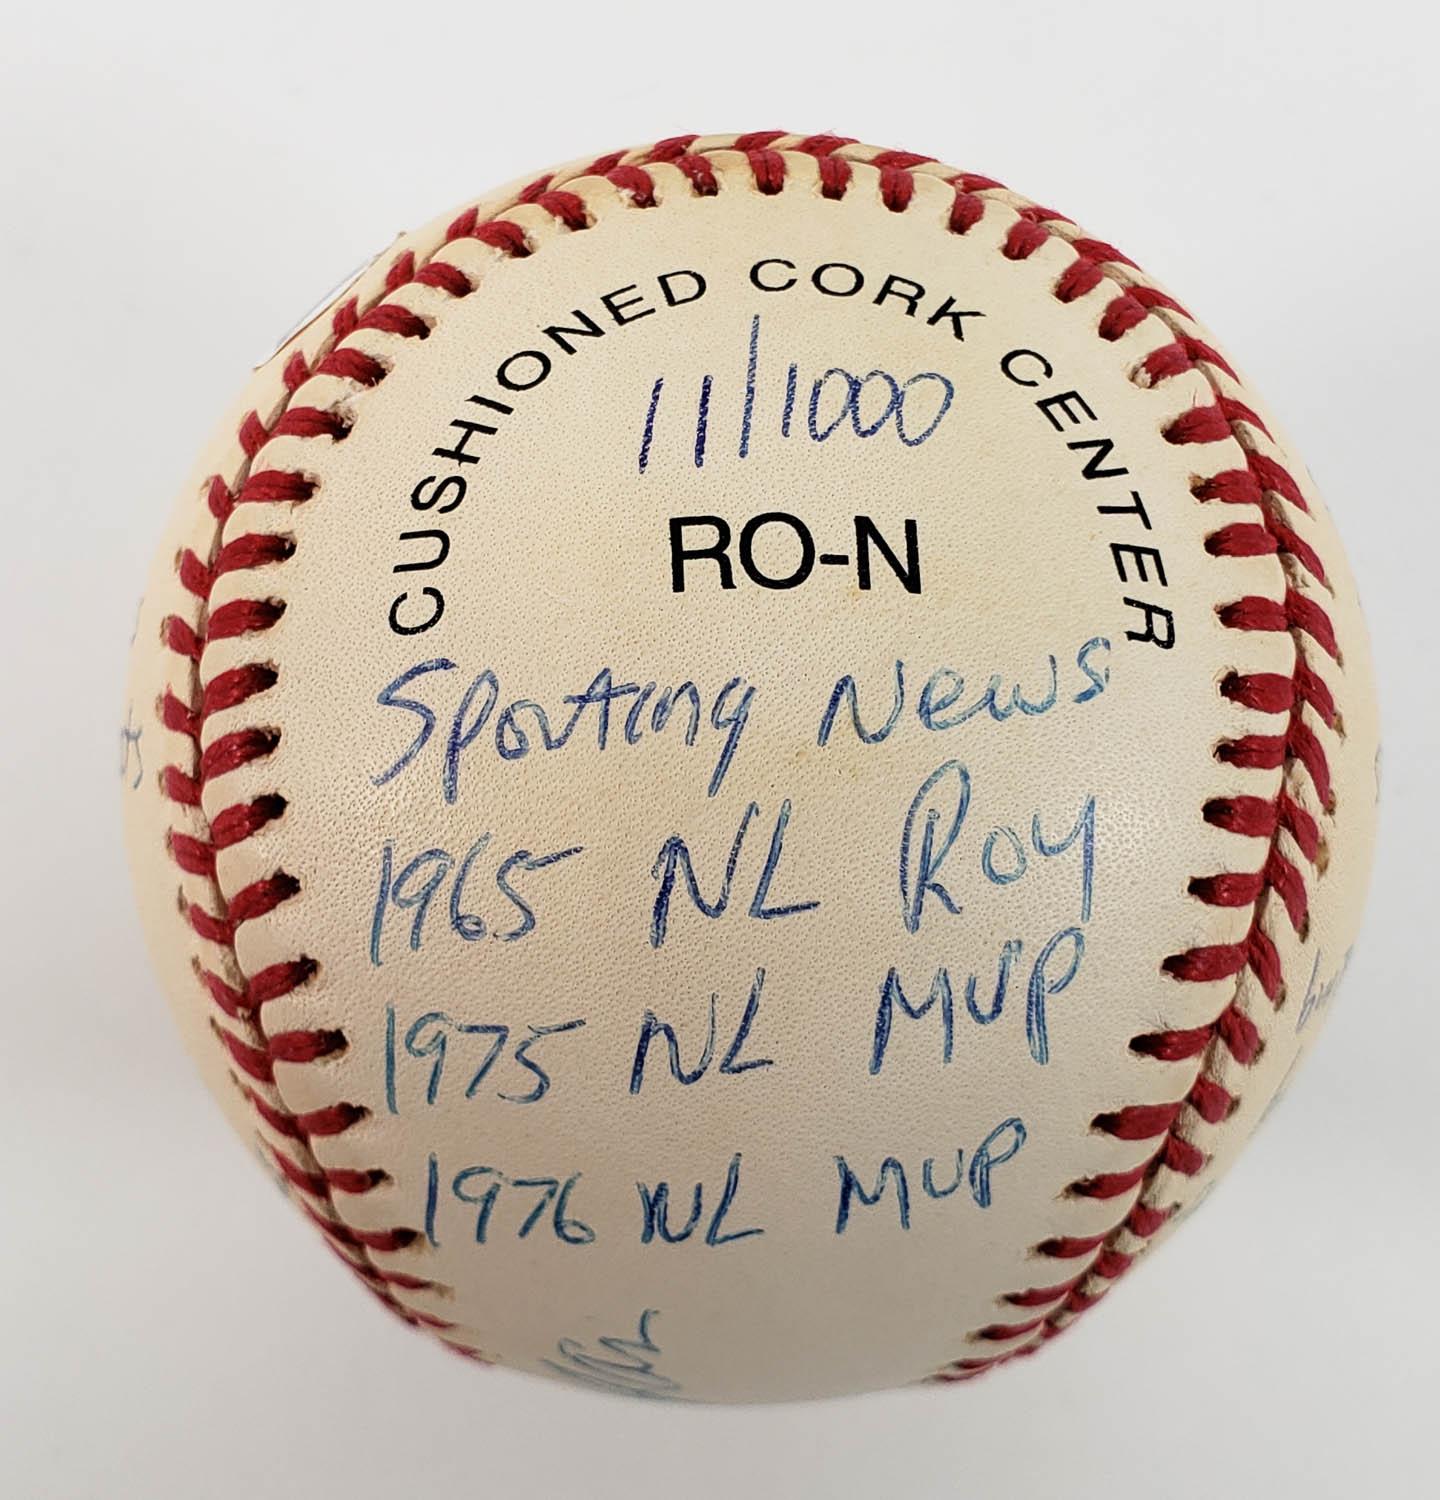 CUSHIONED CORK CENTER
11/1000
RO-N
Sporting News
1965 NL ROY
1975 NL MVP
1976 NL MVP